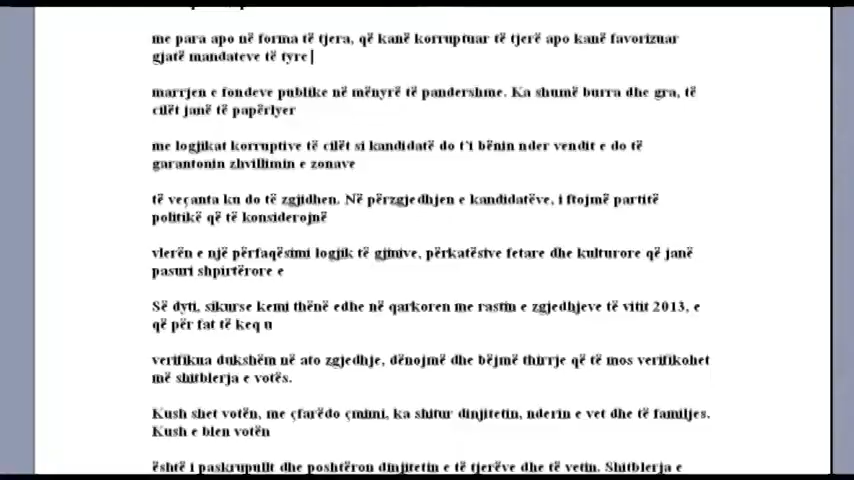 me para apo në forma të tjera, që kanë korruptuar të tjerë apo kanë favorizuar
gjatë mandateve të tyre
marrjen e fondeve publike në mënyrë të pandershme. Ka shumë burra dhe gra, të
cilët janë të papërlyer
me logjikat korruptive të cilët si kandidatë do t'i bënin nder vendit e do të
garantonin zhvillimin e zonave
të veçanta ku do të zgjidhen. Në përzgjedhjen e kandidatëve, i ftojmë partitë
politikë që të konsiderojnë
vlerën e një përfaqësimi logjik të gjinive, përkatësive fetare dhe kulturore që janë
pasuri shpirtërore e
Së dyti, sikurse kemi thënë edhe në qarkoren me rastin e zgjedhjeve të vitit 2013, e
që për fat të keq u
verifikua dukshëm në ato zgjedhje, dënojmë dhe bëjmë thirrje që të mos verifikohet
më shitblerja e votës.
Kush shet votën, me çfarëdo çmimi, ka shitur dinjitetin, nderin e vet dhe të familjes.
Kush e blen votën
është i paskrupullt dhe poshtëron dinjitetin e të tjerëve dhe të vetin. Shitblerja e